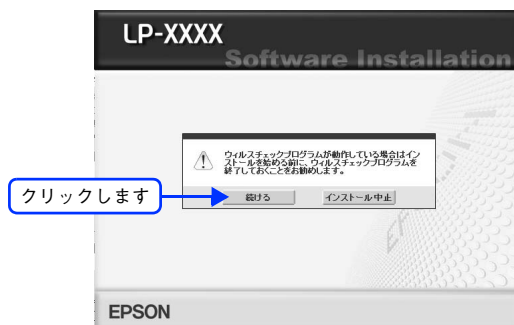 LP-XXXX
Software Installation
ウィルスチェックプログラムが動作している場合はイン
ストールを始める前に、ウィルスチェックプログラムを
終了しておくことをお勧めします。
クリックします
続ける
インストール中止
EPSON